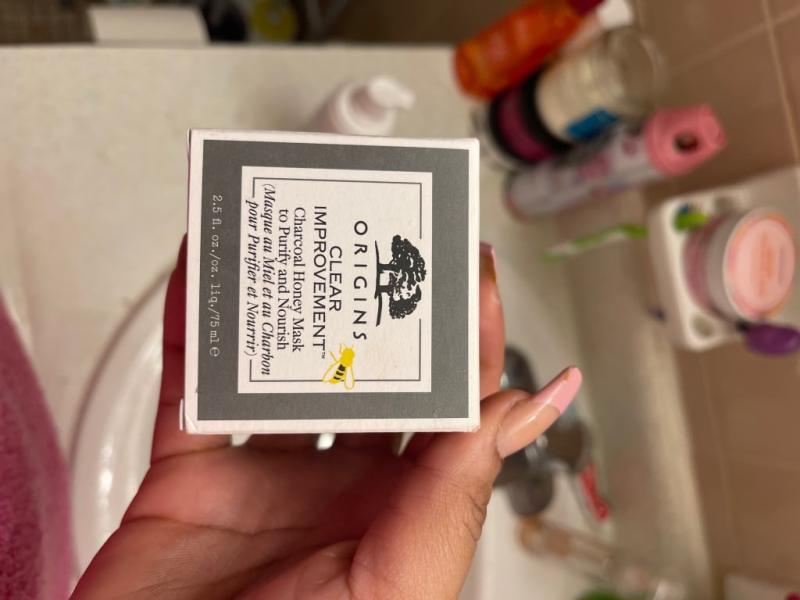 ORIGINS
CLEAR
IMPROVEMENT™
Charcoal Honey Mask
to Purify and Nourish
(Masque au Miel et au Charbon
pour Purifier et Nourrir)
2.5 fl. oz./oz. liq./75 ml ℮